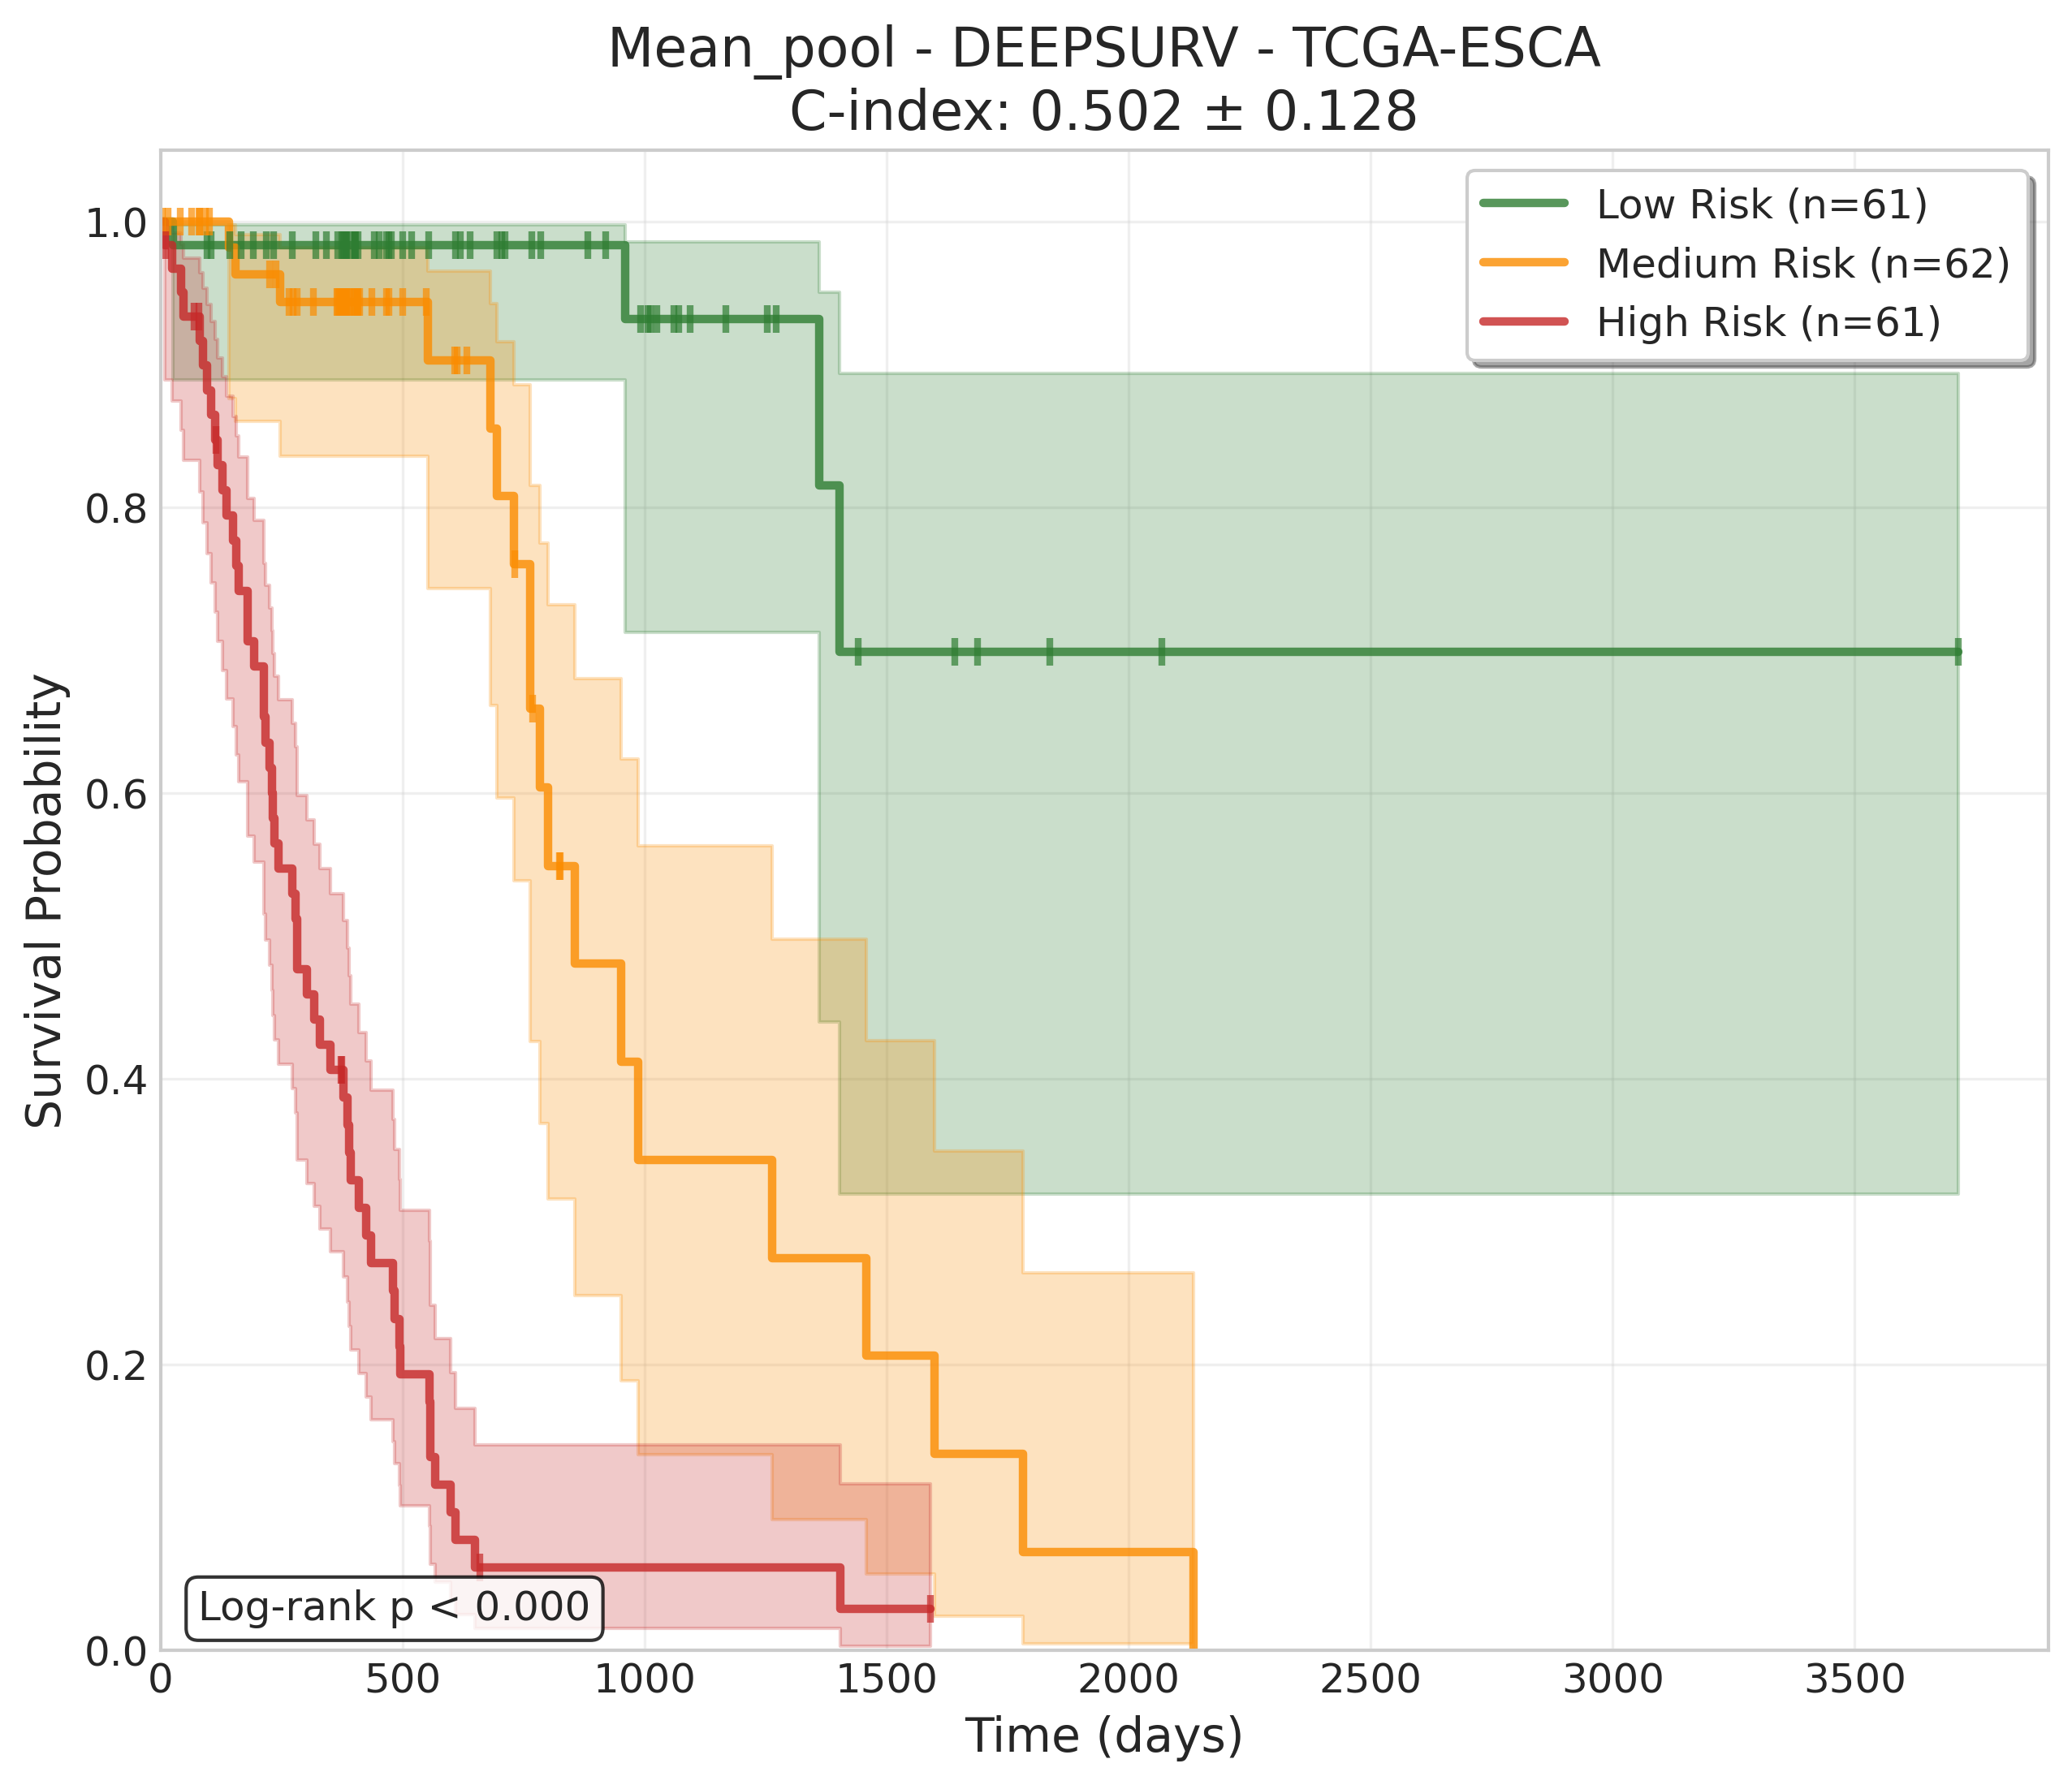 Mean_pool - DEEPSURV - TCGA-ESCA
C-index: 0.502 ± 0.128
Low Risk (n=61)
Medium Risk (n=62)
High Risk (n=61)
Survival Probability
1.0
0.8
0.6
0.4
0.2
0.0
Log-rank p < 0.000
0 500 1000 1500 2000 2500 3000 3500
Time (days)